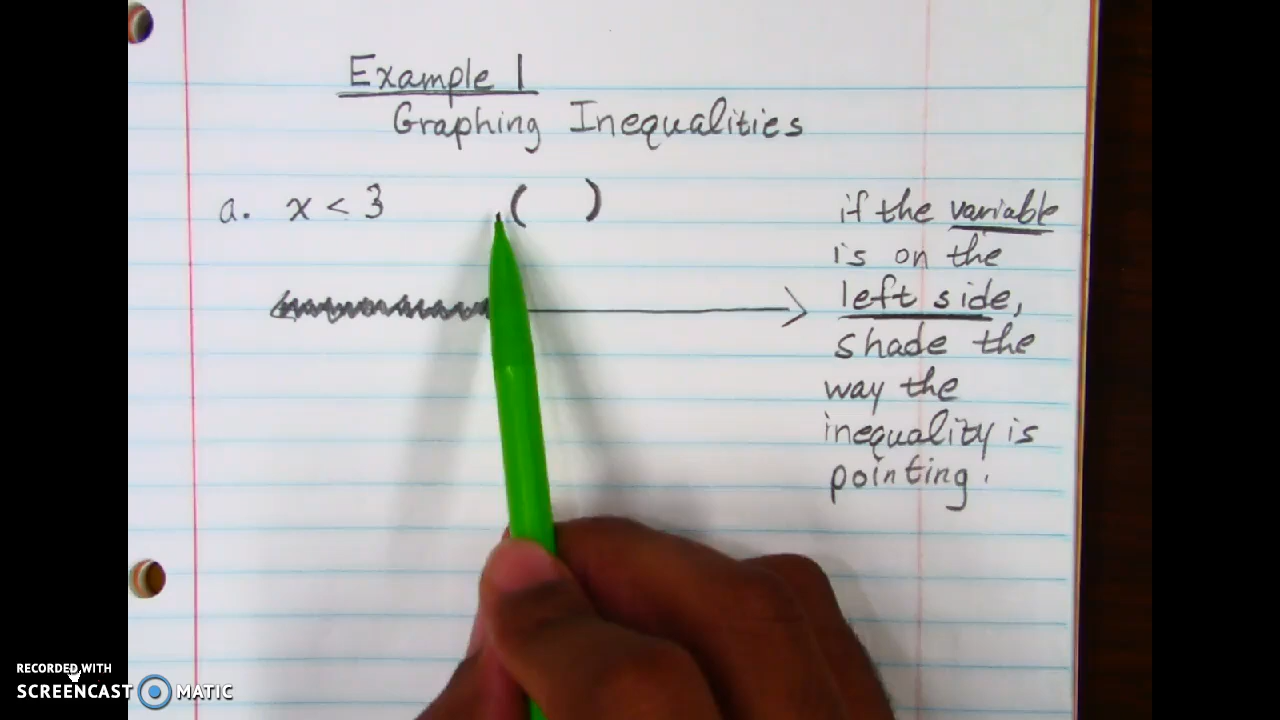 Example 1
Graphing Inequalities
a. x < 3 ( )
if the variable
is on the
left side,
shade the
way the
inequality is
pointing.
RECORDED WITH
SCREENCAST MATIC